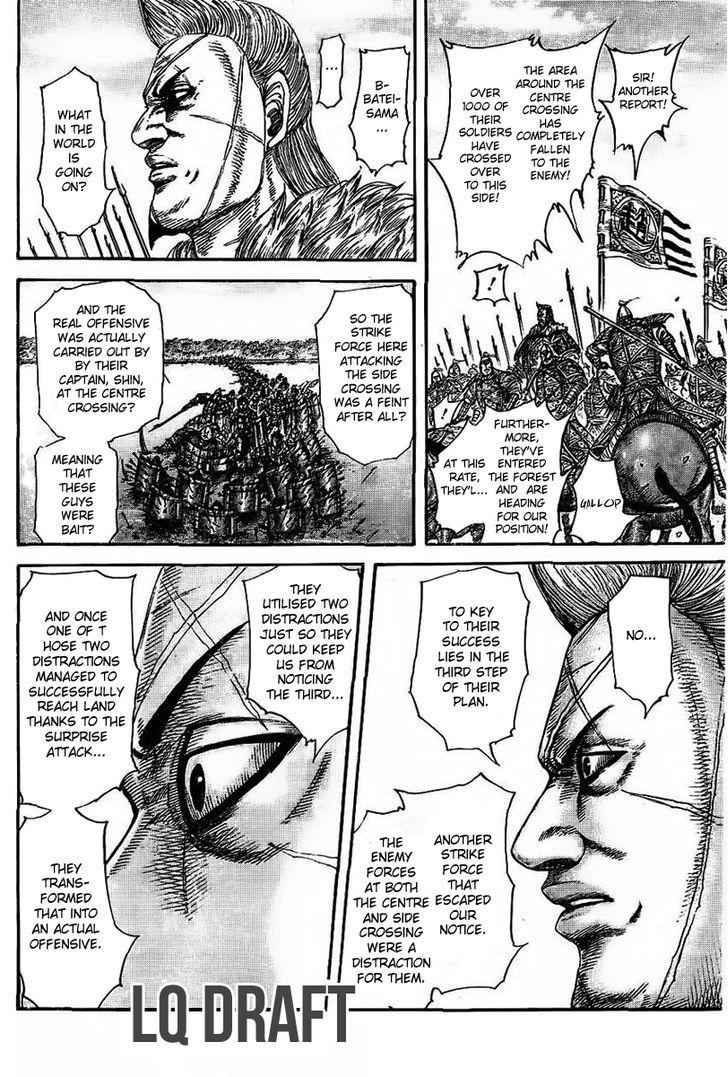 SIR!
ANOTHER
REPORT!
THE AREA
AROUND THE
CENTRE
CROSSING
HAS
COMPLETELY
FALLEN
TO THE
ENEMY!
OVER
1000 OF
THEIR
SOLDIERS
HAVE
CROSSED
OVER TO
THIS
SIDE!
!
!
FURTHER-
MORE,
THEY'VE
ENTERED
THE FOREST
AND ARE
HEADING
FOR OUR
POSITION!
AT THIS
RATE,
THEY'L...
GALLOP
B-
BATEI-
SAMA
...
...
WHAT
IN THE
WORLD
IS
GOING
ON?
SO THE
STRIKE
FORCE HERE
ATTACKING
THE SIDE
CROSSING
WAS A FEINT
AFTER ALL?
AND THE
REAL OFFENSIVE
WAS ACTUALLY
CARRIED OUT BY
BY THEIR
CAPTAIN, SHIN,
AT THE CENTRE
CROSSING?
MEANING
THAT
THESE
GUYS
WERE
BAIT?
NO...
TO KEY
TO THEIR
SUCCESS
LIES IN THE
THIRD STEP
OF THEIR
PLAN.
ANOTHER
STRIKE
FORCE
THAT
ESCAPED
OUR
NOTICE.
THE
ENEMY
FORCES
AT BOTH
THE CENTRE
AND SIDE
CROSSING
WERE A
DISTRACTION
FOR THEM.
THEY
UTILISED TWO
DISTRACTIONS
JUST SO THEY
COULD KEEP
US FROM
NOTICING
THE THIRD...
AND ONCE
ONE OF T
HOSE TWO
DISTRACTIONS
MANAGED TO
SUCCESSFULLY
REACH LAND
THANKS TO THE
SURPRISE
ATTACK...
THEY
TRANS-
FORMED
THAT INTO
AN ACTUAL
OFFENSIVE.
LQ DRAFT